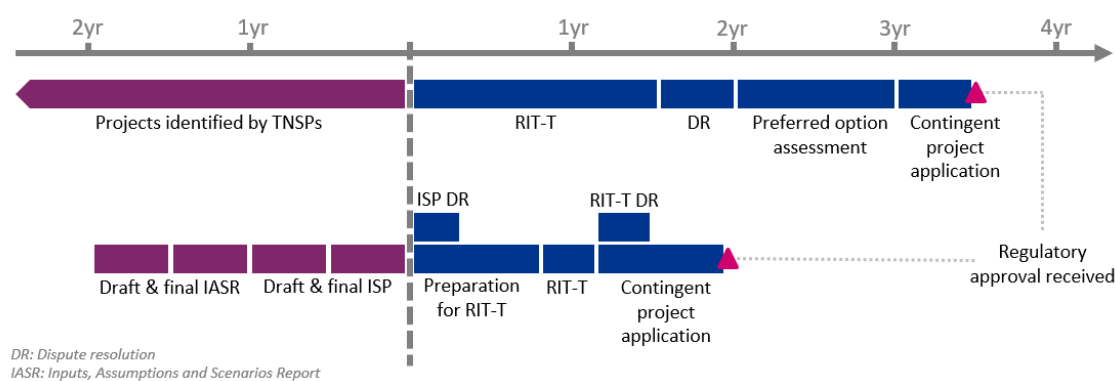 2yr 1yr 1yr 2yr 3yr 4yr
Projects identified by TNSPs
RIT-T
DR
Preferred option
assessment
Contingent
project
application
ISP DR
RIT-T DR
Draft & final IASR
Draft & final ISP
Preparation
for RIT-T
RIT-T
Contingent
project
application
Regulatory
approval received
DR: Dispute resolution
IASR: Inputs, Assumptions and Scenarios Report